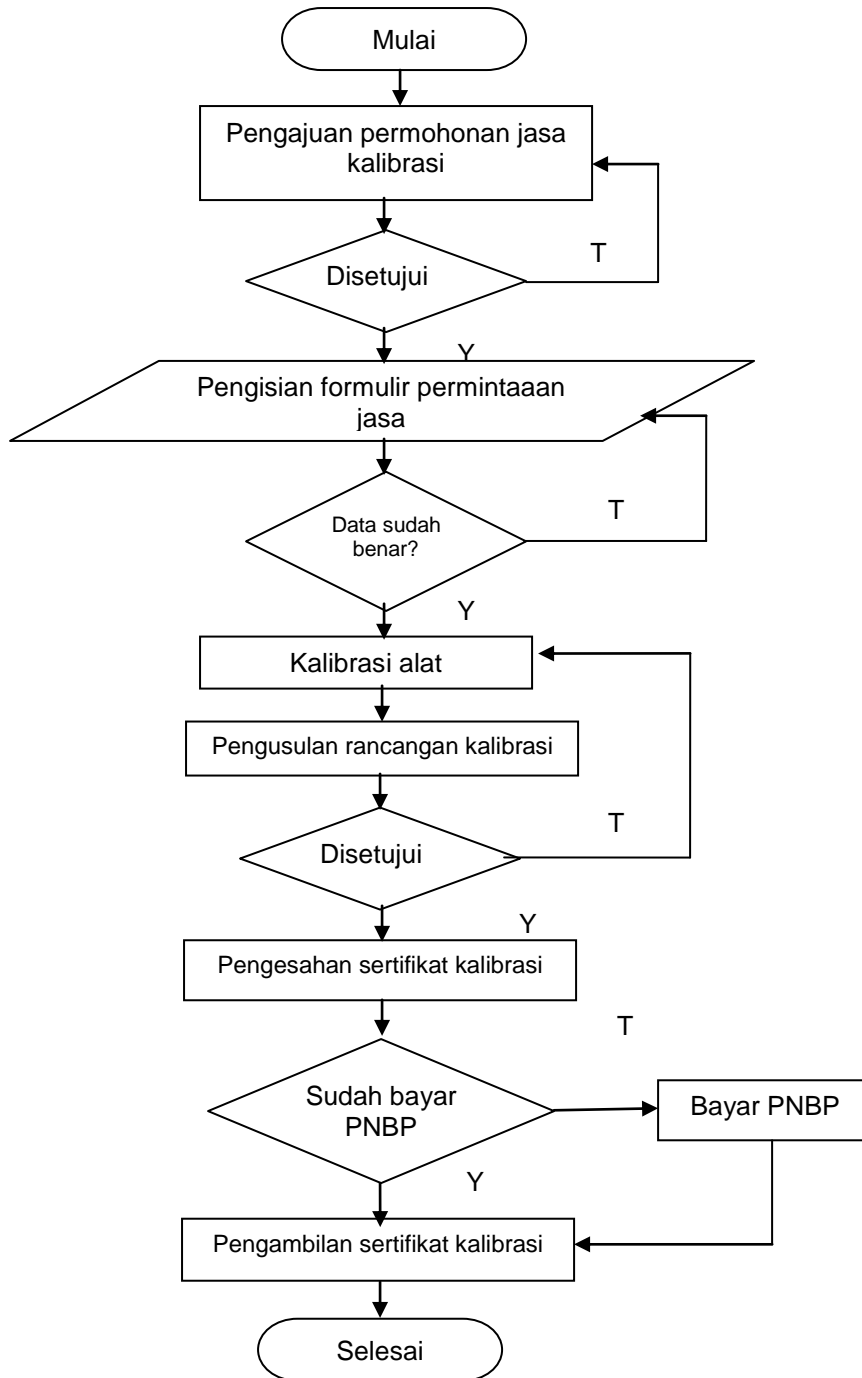 Mulai
Pengajuan permohonan jasa
kalibrasi
Disetujui
T
Y
Pengisian formulir permintaaan
jasa
Data sudah
benar?
T
Y
Kalibrasi alat
Pengusulan rancangan kalibrasi
Disetujui
T
Y
Pengesahan sertifikat kalibrasi
T
Sudah bayar
PNBP
Bayar PNBP
Y
Pengambilan sertifikat kalibrasi
Selesai